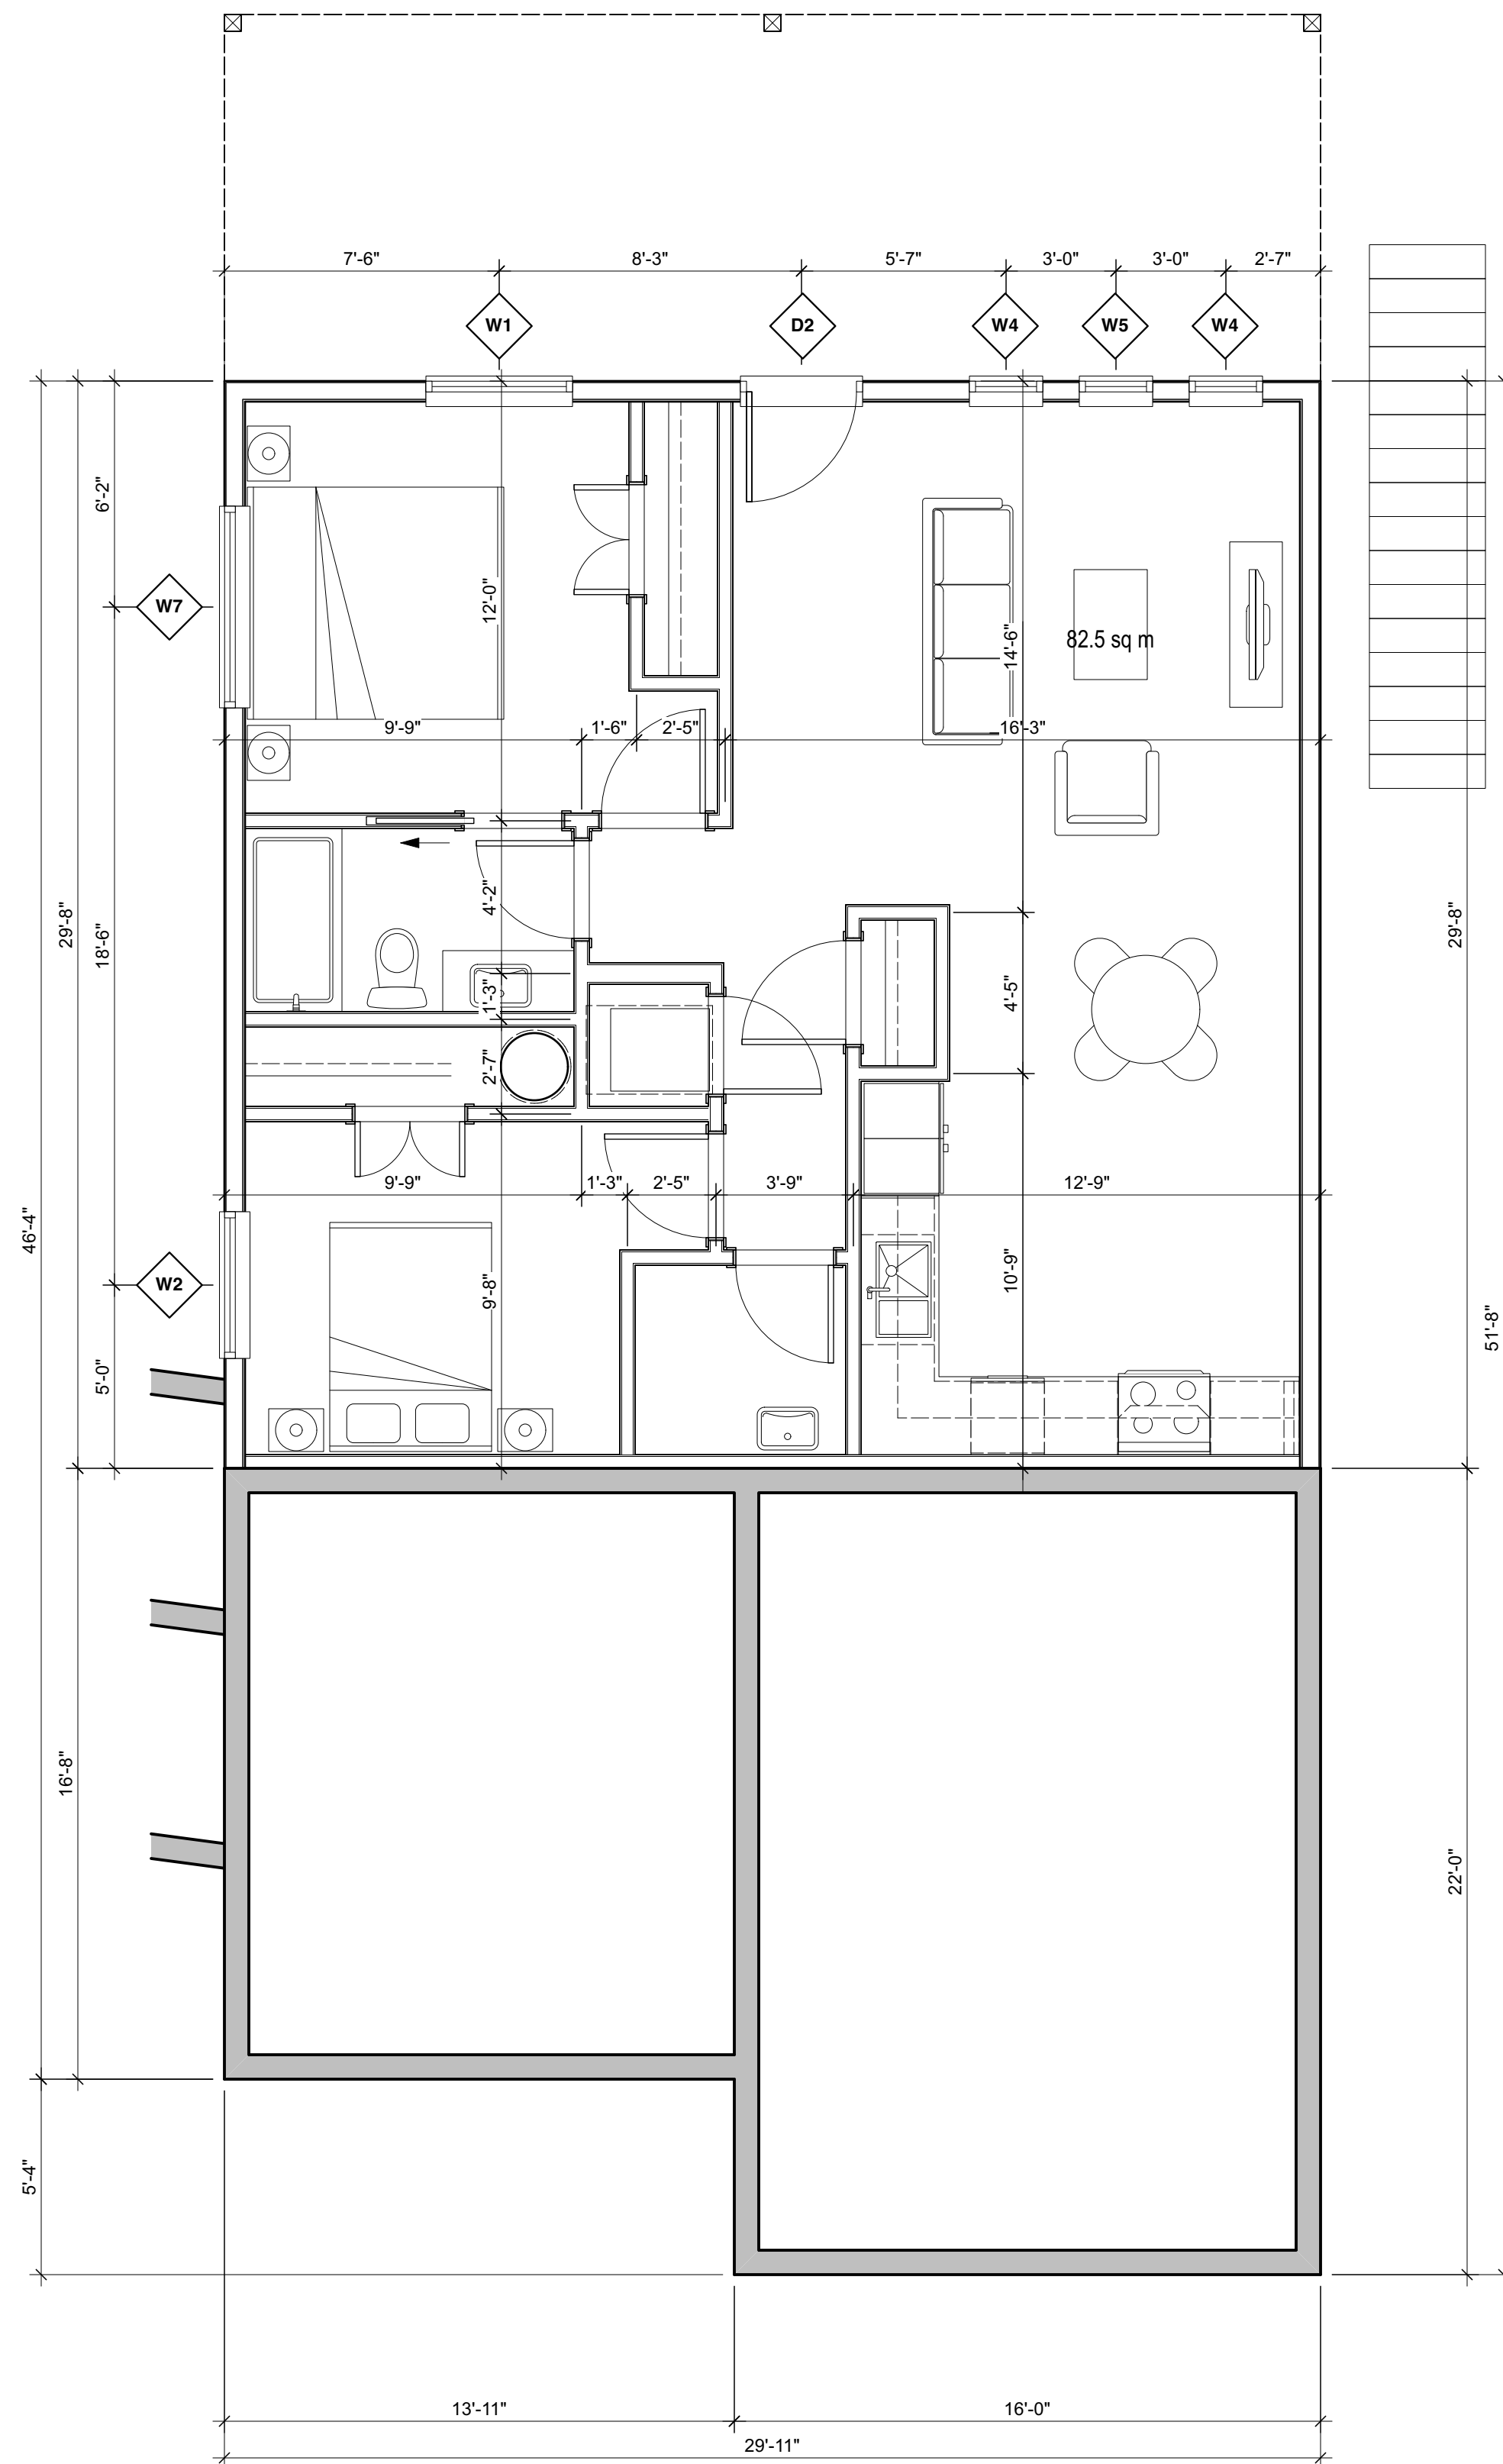 7'-6" 8'-3" 5'-7" 3'-0" 3'-0" 2'-7"
W1 D2 W4 W5 W4
6'-2"
W7
12'-0"
14'-6"
82.5 sq m
9'-9" 1'-6" 2'-5" 16'-3"
29'-8"
18'-6"
4'-2"
29'-8"
1'-3"
4'-5"
2'-7"
9'-9" 1'-3" 2'-5" 3'-9" 12'-9"
46'-4"
W2
9'-8"
10'-9"
51'-8"
5'-0"
16'-8"
22'-0"
5'-4"
13'-11" 16'-0"
29'-11"